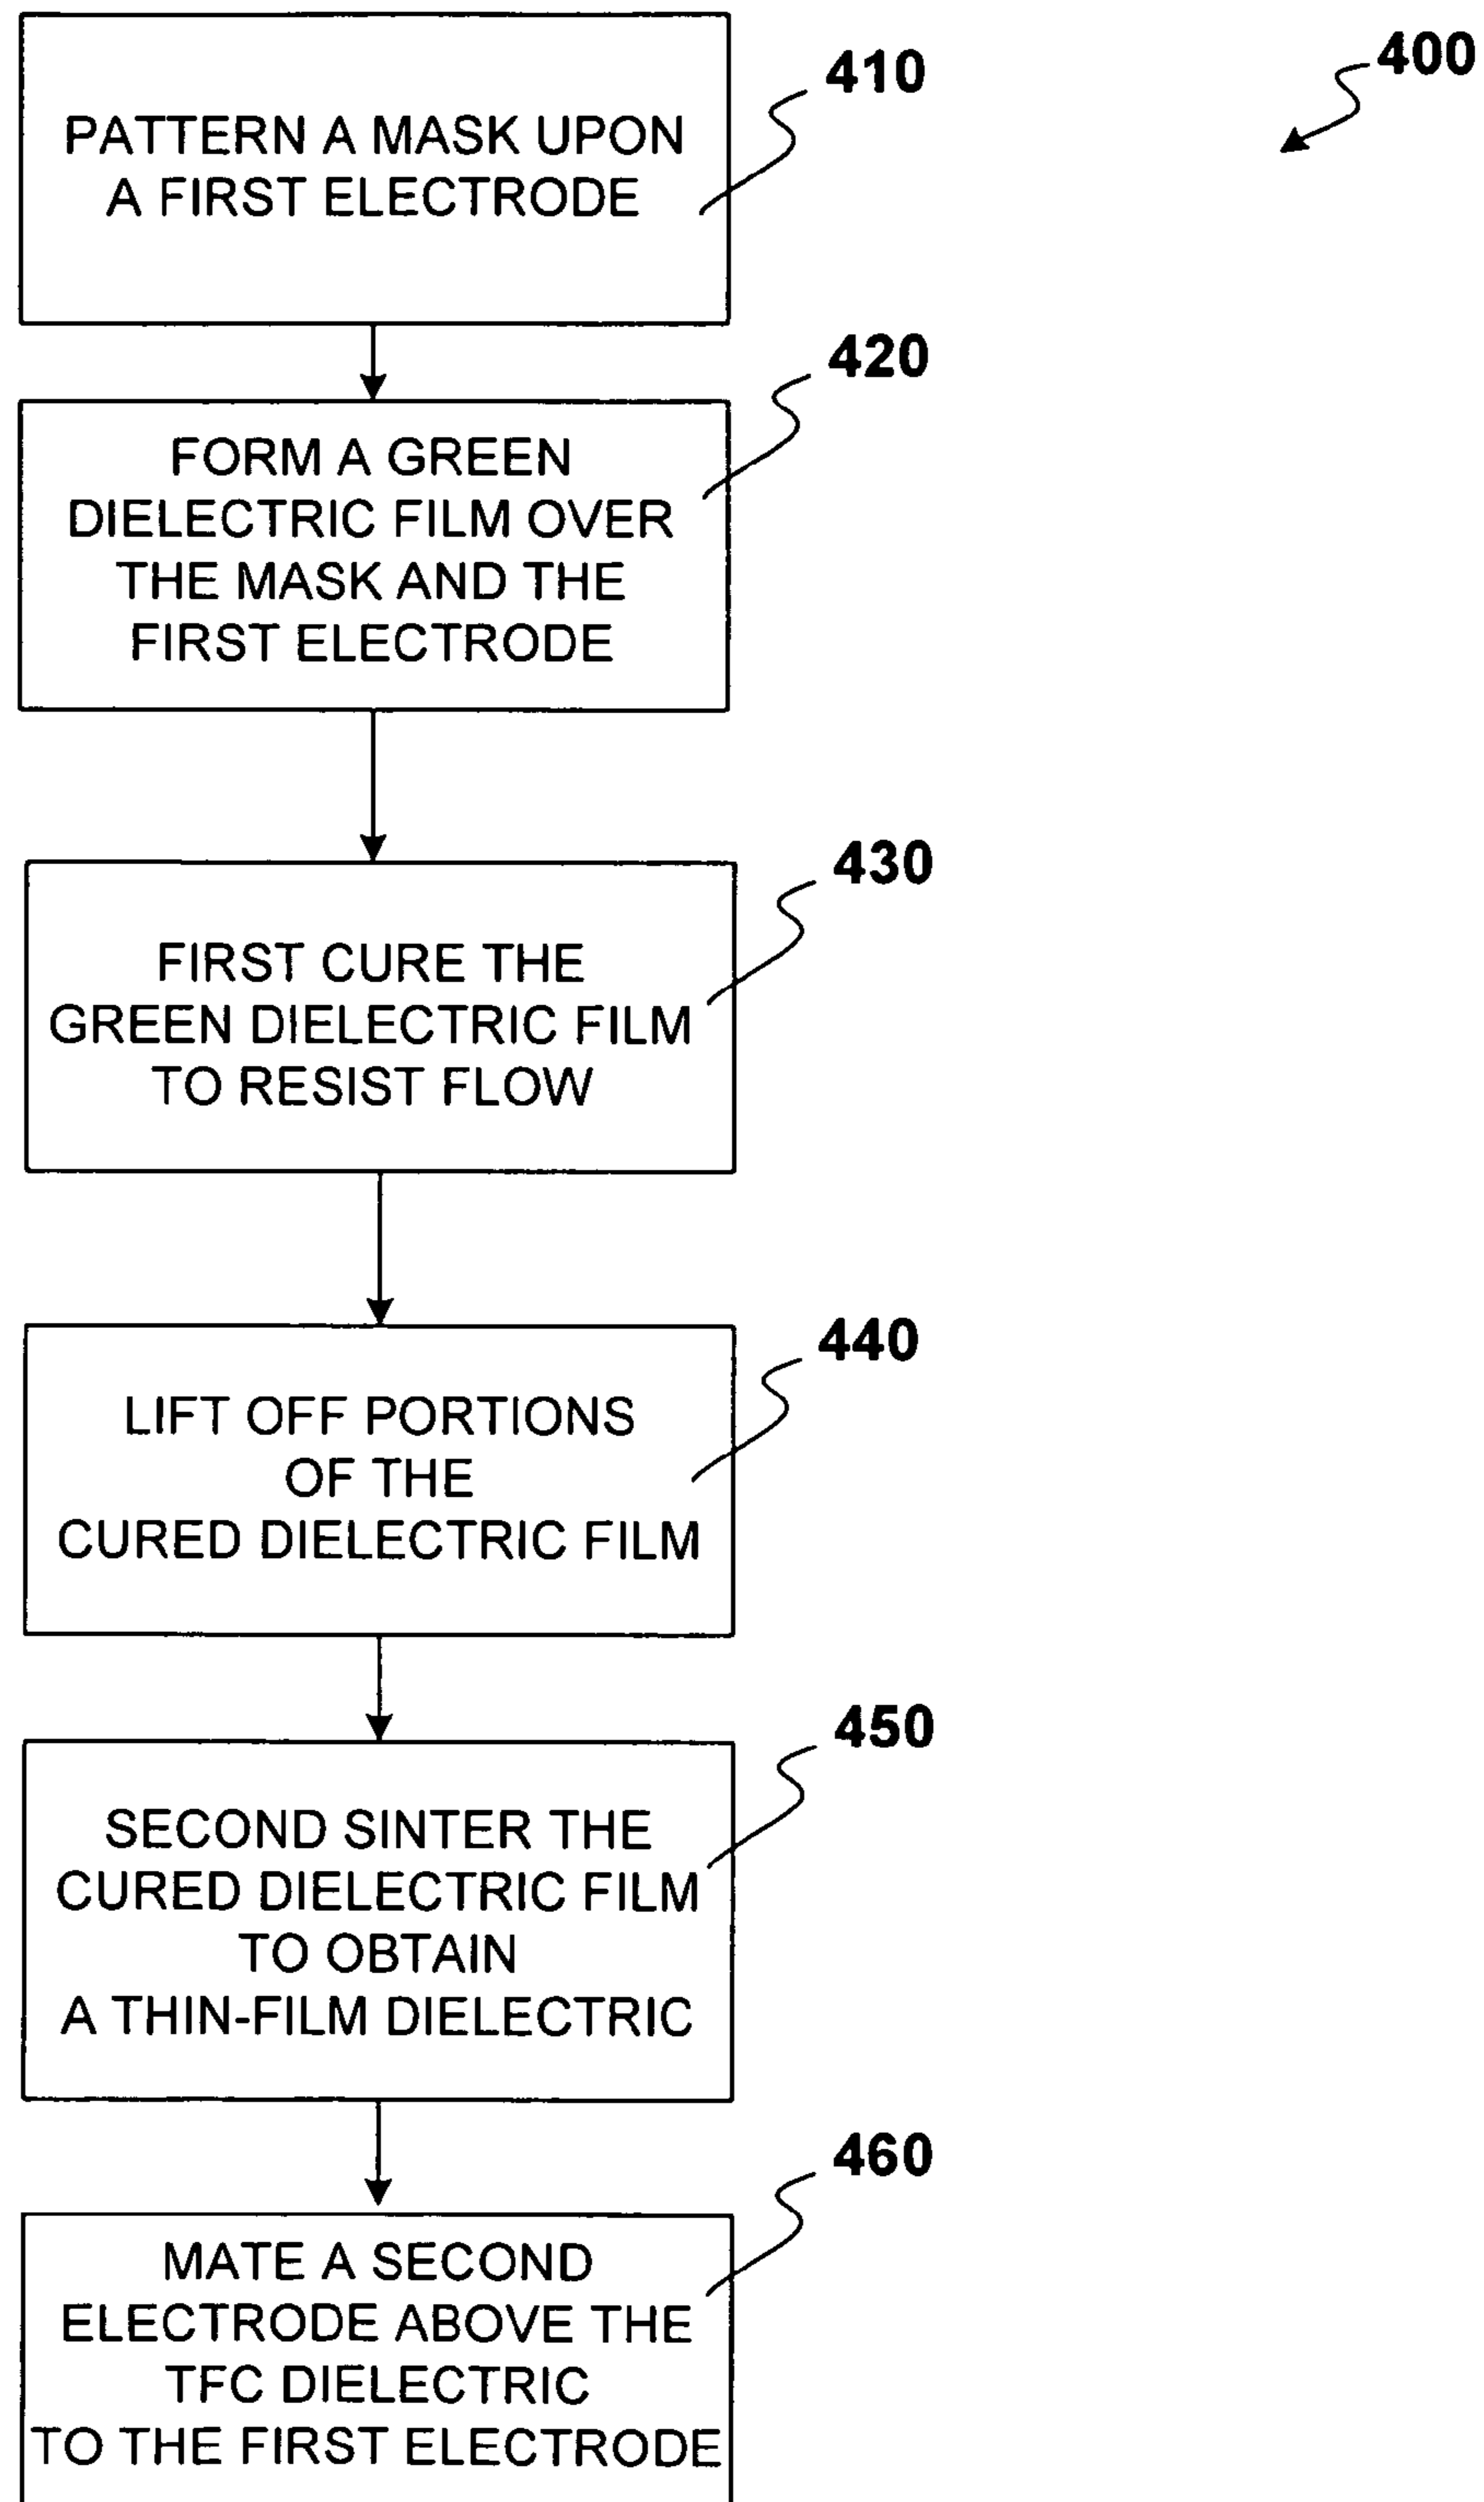 400
410
PATTERN A MASK UPON
A FIRST ELECTRODE
420
FORM A GREEN
DIELECTRIC FILM OVER
THE MASK AND THE
FIRST ELECTRODE
430
FIRST CURE THE
GREEN DIELECTRIC FILM
TO RESIST FLOW
440
LIFT OFF PORTIONS
OF THE
CURED DIELECTRIC FILM
450
SECOND SINTER THE
CURED DIELECTRIC FILM
TO OBTAIN
A THIN-FILM DIELECTRIC
460
MATE A SECOND
ELECTRODE ABOVE THE
TFC DIELECTRIC
TO THE FIRST ELECTRODE